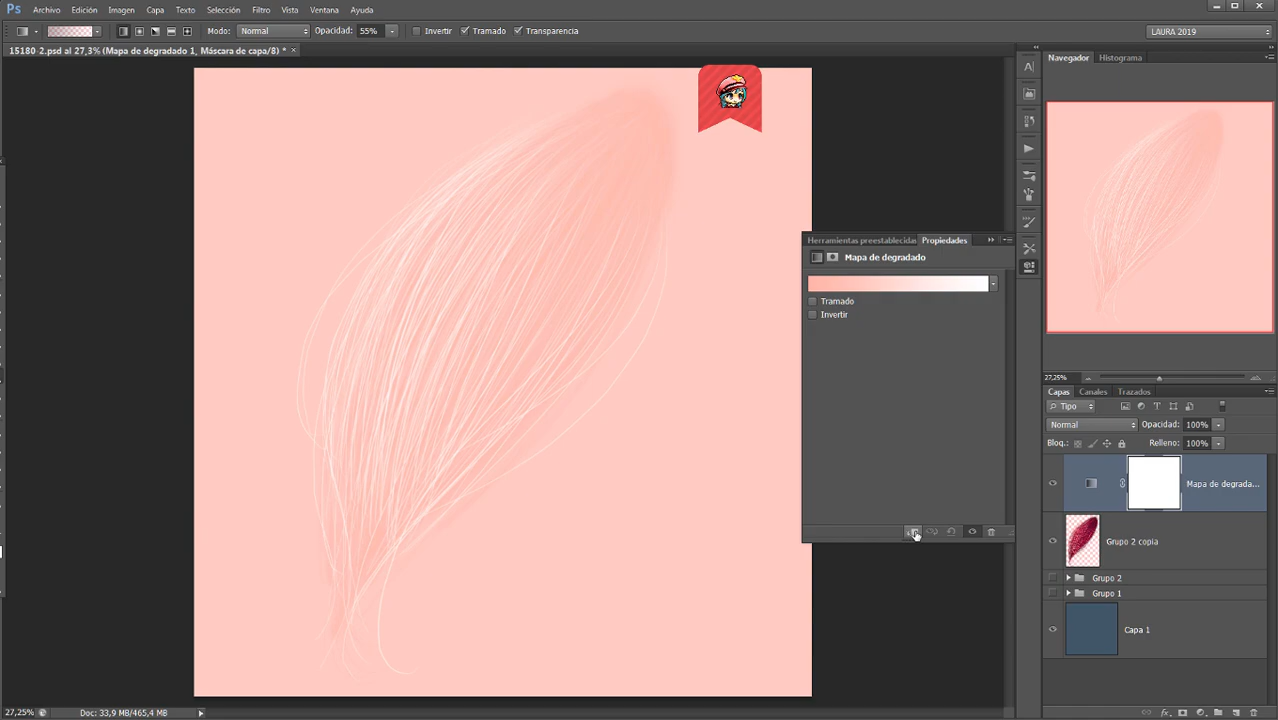 Ps Archivo Edición Imagen Capa Texto Selección Filtro Vista Ventana Ayuda
Modo: Normal Opacidad: 55% Invertir Tramado Transparencia LAURA 2019
15180-2.psd al 27,3% (Mapa de degradado 1, Máscara de capa/8) * ×
Navegador Histograma
Herramientas preestablecidas Propiedades
Mapa de degradado
Tramado
Invertir
27,25%
Capas Canales Trazados
Tipo
Normal Opacidad: 100%
Bloq.: Relleno: 100%
Mapa de degrada...
Grupo 2 copia
Grupo 2
Grupo 1
Capa 1
27,25% Doc: 33,9 MB/465,4 MB